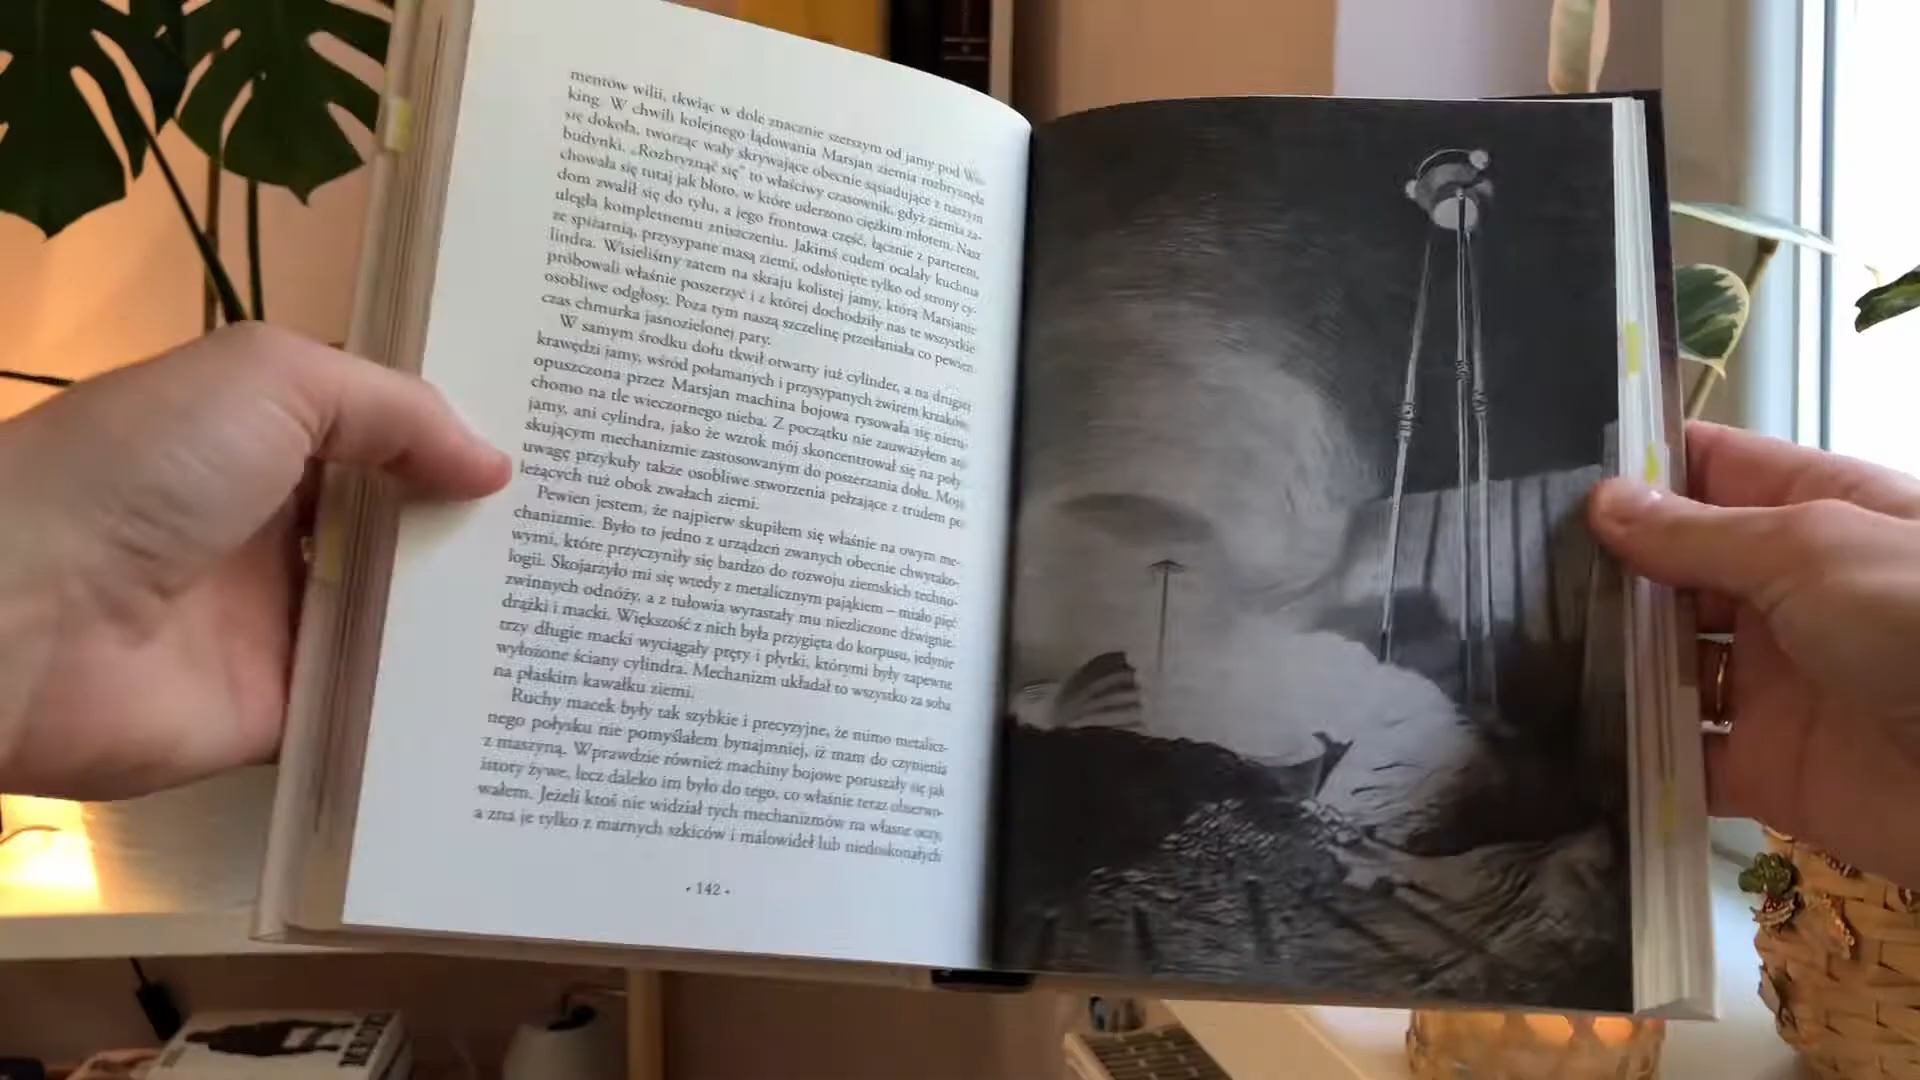 mentów wilii, tkwiąc w dole znacznie szerszym od jamy pod Wo-
king. W chwili kolejnego lądowania Marsjan ziemia rozbryznęła
się dokoła, tworząc wały skrywające obecnie sąsiadujące z naszym
budynki. „Rozbryznąć się” to właściwy czasownik, gdyż ziemia za-
chowała się tutaj jak błoto, w które uderzono ciężkim młotem. Nasz
dom zwalił się do tyłu, a jego frontowa część, łącznie z parterem,
uległa kompletnemu zniszczeniu. Jakimś cudem ocalały kuchnia
ze spiżarnią, przysypane masą ziemi, odsłonięte tylko od strony cy-
lindra. Wisieliśmy zatem na skraju kolistej jamy, którą Marsjanie
próbowali właśnie poszerzyć i z której dochodziły nas te wszystkie
osobliwe odgłosy. Poza tym naszą szczelinę przesłaniała co pewien
czas chmurka jasnozielonej pary.
W samym środku dołu tkwił otwarty już cylinder, a na drugiej
krawędzi jamy, wśród połamanych i przysypanych żwirem krzaków,
opuszczona przez Marsjan machina bojowa rysowała się nieru-
chomo na tle wieczornego nieba. Z początku nie zauważyłem ani
jamy, ani cylindra, jako że wzrok mój skoncentrował się na poły-
skującym mechanizmie zastosowanym do poszerzania dołu. Moją
uwagę przykuły także osobliwe stworzenia pełzające z trudem po
leżących tuż obok zwałach ziemi.
Pewien jestem, że najpierw skupiłem się właśnie na owym me-
chanizmie. Było to jedno z urządzeń zwanych obecnie chwytako-
wymi, które przyczyniły się bardzo do rozwoju ziemskich techno-
logii. Skojarzyło mi się wtedy z metalicznym pająkiem – miało pięć
zwinnych odnóży, a z tułowia wyrastały mu niezliczone dźwignie,
drążki i macki. Większość z nich była przygięta do korpusu, jedynie
trzy długie macki wyciągały pręty i płytki, którymi były zapewne
wyłożone ściany cylindra. Mechanizm układał to wszystko za sobą
na płaskim kawałku ziemi.
Ruchy macek były tak szybkie i precyzyjne, że mimo metalicz-
nego połysku nie pomyślałem bynajmniej, iż mam do czynienia
z maszyną. Wprawdzie również machiny bojowe poruszały się jak
istoty żywe, lecz daleko im było do tego, co właśnie teraz obserwo-
wałem. Jeżeli ktoś nie widział tych mechanizmów na własne oczy,
a zna je tylko z marnych szkiców i malowideł lub niedoskonałych
• 142 •